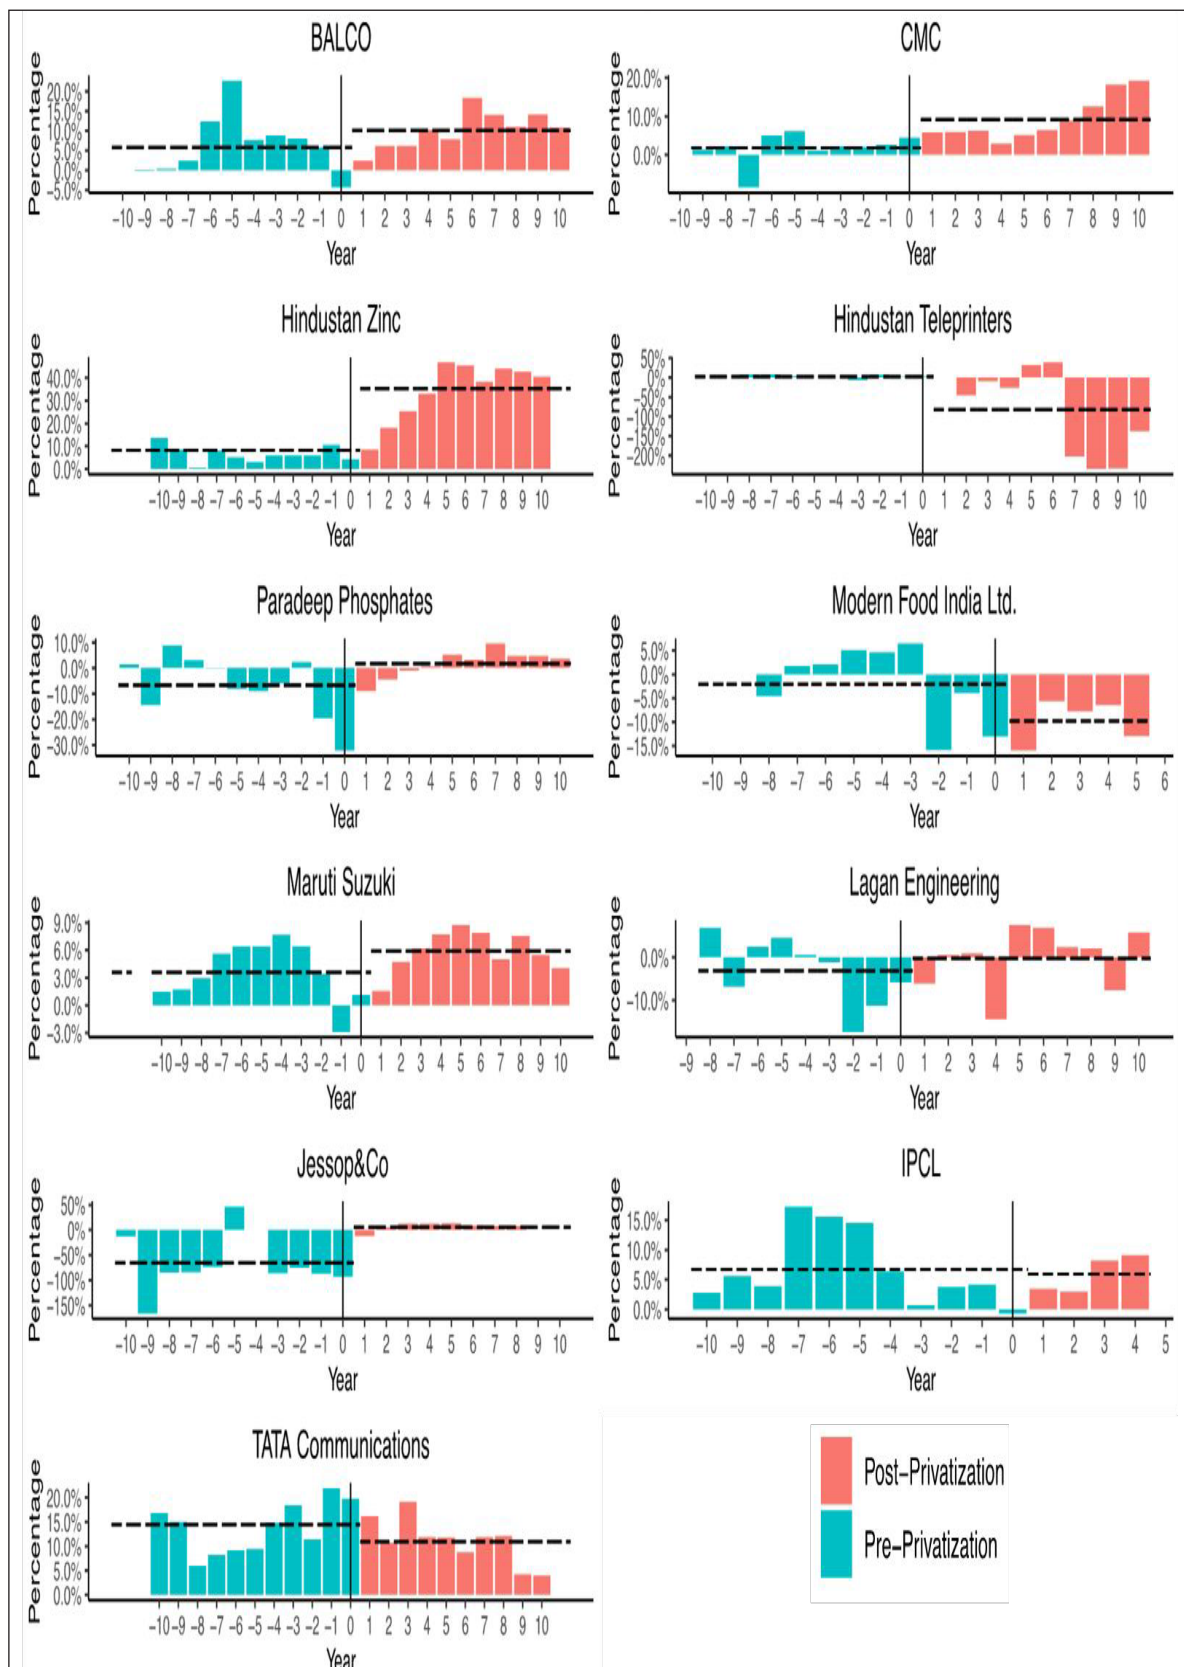 BALCO
Percentage
20.0%
15.0%
10.0%
5.0%
0.0%
-5.0%
-10 -9 -8 -7 -6 -5 -4 -3 -2 -1 0 1 2 3 4 5 6 7 8 9 10
Year
CMC
Percentage
20.0%
10.0%
0.0%
-10 -9 -8 -7 -6 -5 -4 -3 -2 -1 0 1 2 3 4 5 6 7 8 9 10
Year
Hindustan Zinc
Percentage
40.0%
30.0%
20.0%
10.0%
0.0%
-10 -9 -8 -7 -6 -5 -4 -3 -2 -1 0 1 2 3 4 5 6 7 8 9 10
Year
Hindustan Teleprinters
Percentage
50%
0%
-50%
-100%
-150%
-200%
-10 -9 -8 -7 -6 -5 -4 -3 -2 -1 0 1 2 3 4 5 6 7 8 9 10
Year
Paradeep Phosphates
Percentage
10.0%
0.0%
-10.0%
-20.0%
-30.0%
-10 -9 -8 -7 -6 -5 -4 -3 -2 -1 0 1 2 3 4 5 6 7 8 9 10
Year
Modern Food India Ltd.
Percentage
5.0%
0.0%
-5.0%
-10.0%
-15.0%
-10 -9 -8 -7 -6 -5 -4 -3 -2 -1 0 1 2 3 4 5 6
Year
Maruti Suzuki
Percentage
9.0%
6.0%
3.0%
0.0%
-3.0%
-10 -9 -8 -7 -6 -5 -4 -3 -2 -1 0 1 2 3 4 5 6 7 8 9 10
Year
Lagan Engineering
Percentage
0.0%
-10.0%
-9 -8 -7 -6 -5 -4 -3 -2 -1 0 1 2 3 4 5 6 7 8 9 10
Year
Jessop&Co
Percentage
50%
0%
-50%
-100%
-150%
-10 -9 -8 -7 -6 -5 -4 -3 -2 -1 0 1 2 3 4 5 6 7 8 9 10
Year
IPCL
Percentage
15.0%
10.0%
5.0%
0.0%
-10 -9 -8 -7 -6 -5 -4 -3 -2 -1 0 1 2 3 4 5
Year
TATA Communications
Percentage
20.0%
15.0%
10.0%
5.0%
0.0%
-10 -9 -8 -7 -6 -5 -4 -3 -2 -1 0 1 2 3 4 5 6 7 8 9 10
Year
Post-Privatization
Pre-Privatization